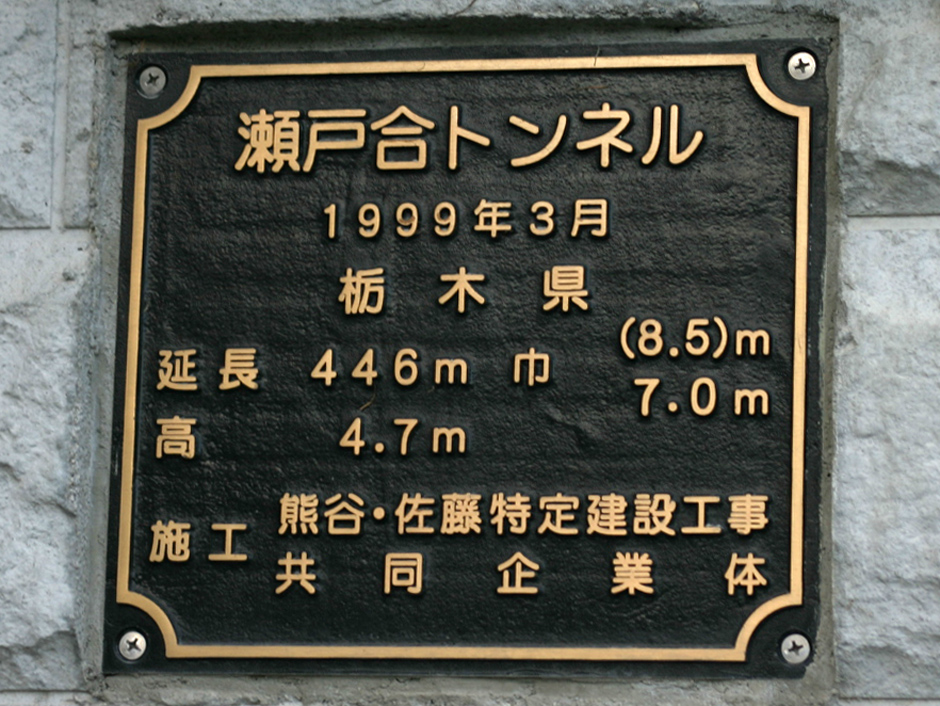 瀬戸合トンネル
1999年3月
栃木県
延長 446m 巾 (8.5)m
7.0m
高 4.7m
施工 熊谷・佐藤特定建設工事
共同企業体